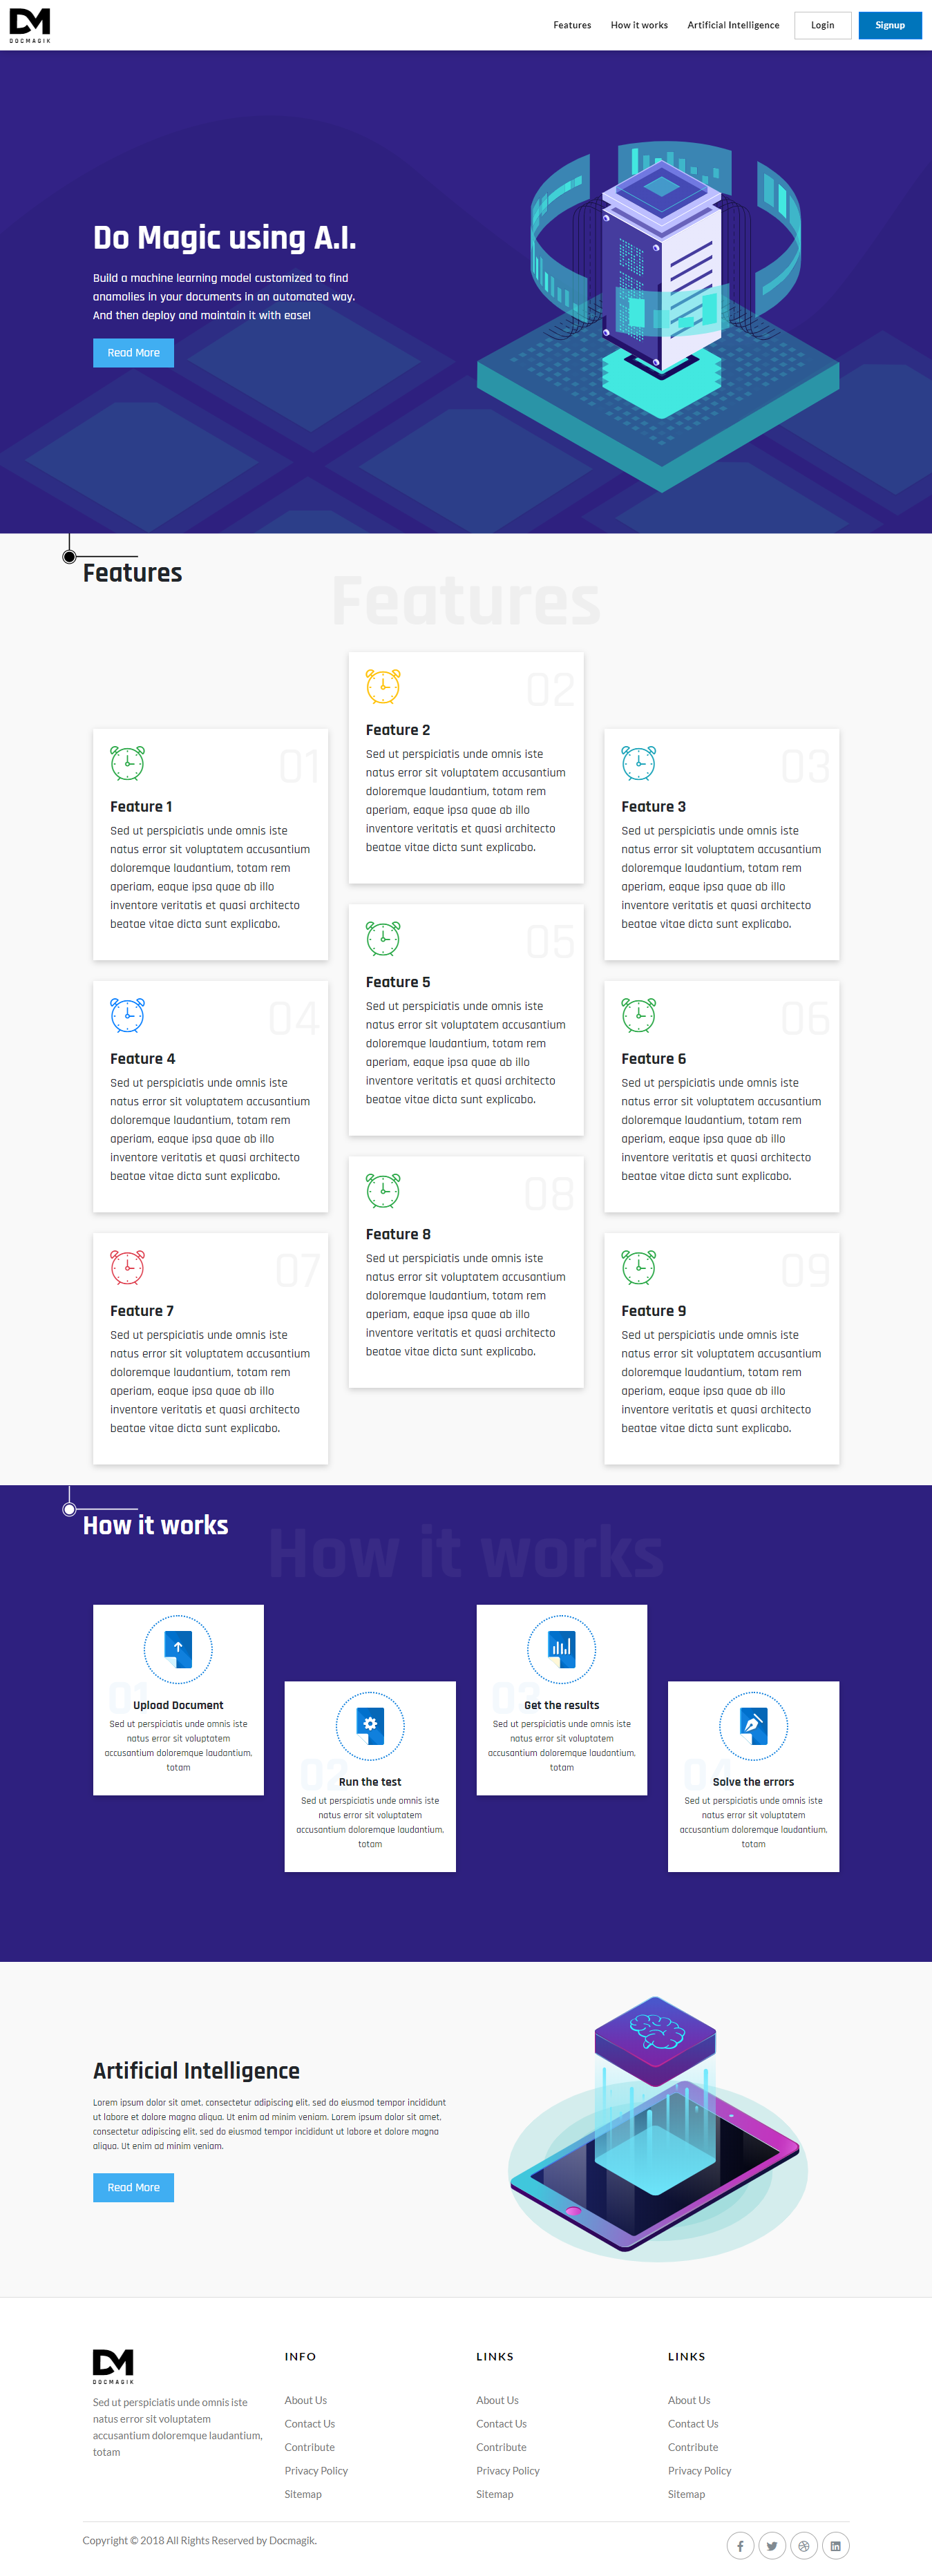 DM
DOCMAGIK
Features
How it works
Artificial Intelligence
Login
Signup
Do Magic using A.I.
Build a machine learning model customized to find
anamolies in your documents in an automated way.
And then deploy and maintain it with ease!
Read More
Features
Features
01
Feature 1
Sed ut perspiciatis unde omnis iste
natus error sit voluptatem accusantium
doloremque laudantium, totam rem
aperiam, eaque ipsa quae ab illo
inventore veritatis et quasi architecto
beatae vitae dicta sunt explicabo.
02
Feature 2
Sed ut perspiciatis unde omnis iste
natus error sit voluptatem accusantium
doloremque laudantium, totam rem
aperiam, eaque ipsa quae ab illo
inventore veritatis et quasi architecto
beatae vitae dicta sunt explicabo.
03
Feature 3
Sed ut perspiciatis unde omnis iste
natus error sit voluptatem accusantium
doloremque laudantium, totam rem
aperiam, eaque ipsa quae ab illo
inventore veritatis et quasi architecto
beatae vitae dicta sunt explicabo.
04
Feature 4
Sed ut perspiciatis unde omnis iste
natus error sit voluptatem accusantium
doloremque laudantium, totam rem
aperiam, eaque ipsa quae ab illo
inventore veritatis et quasi architecto
beatae vitae dicta sunt explicabo.
05
Feature 5
Sed ut perspiciatis unde omnis iste
natus error sit voluptatem accusantium
doloremque laudantium, totam rem
aperiam, eaque ipsa quae ab illo
inventore veritatis et quasi architecto
beatae vitae dicta sunt explicabo.
06
Feature 6
Sed ut perspiciatis unde omnis iste
natus error sit voluptatem accusantium
doloremque laudantium, totam rem
aperiam, eaque ipsa quae ab illo
inventore veritatis et quasi architecto
beatae vitae dicta sunt explicabo.
07
Feature 7
Sed ut perspiciatis unde omnis iste
natus error sit voluptatem accusantium
doloremque laudantium, totam rem
aperiam, eaque ipsa quae ab illo
inventore veritatis et quasi architecto
beatae vitae dicta sunt explicabo.
08
Feature 8
Sed ut perspiciatis unde omnis iste
natus error sit voluptatem accusantium
doloremque laudantium, totam rem
aperiam, eaque ipsa quae ab illo
inventore veritatis et quasi architecto
beatae vitae dicta sunt explicabo.
09
Feature 9
Sed ut perspiciatis unde omnis iste
natus error sit voluptatem accusantium
doloremque laudantium, totam rem
aperiam, eaque ipsa quae ab illo
inventore veritatis et quasi architecto
beatae vitae dicta sunt explicabo.
How it works
How it works
01
Upload Document
Sed ut perspiciatis unde omnis iste
natus error sit voluptatem
accusantium doloremque laudantium,
totam
02
Run the test
Sed ut perspiciatis unde omnis iste
natus error sit voluptatem
accusantium doloremque laudantium,
totam
03
Get the results
Sed ut perspiciatis unde omnis iste
natus error sit voluptatem
accusantium doloremque laudantium,
totam
04
Solve the errors
Sed ut perspiciatis unde omnis iste
natus error sit voluptatem
accusantium doloremque laudantium,
totam
Artificial Intelligence
Lorem ipsum dolor sit amet, consectetur adipiscing elit, sed do eiusmod tempor incididunt
ut labore et dolore magna aliqua. Ut enim ad minim veniam. Lorem ipsum dolor sit amet,
consectetur adipiscing elit, sed do eiusmod tempor incididunt ut labore et dolore magna
aliqua. Ut enim ad minim veniam.
Read More
DM
DOCMAGIK
Sed ut perspiciatis unde omnis iste
natus error sit voluptatem
accusantium doloremque laudantium,
totam
INFO
About Us
Contact Us
Contribute
Privacy Policy
Sitemap
LINKS
About Us
Contact Us
Contribute
Privacy Policy
Sitemap
LINKS
About Us
Contact Us
Contribute
Privacy Policy
Sitemap
Copyright © 2018 All Rights Reserved by Docmagik.